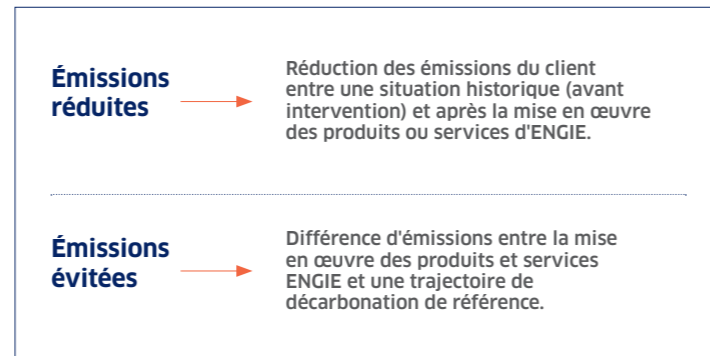 Émissions
réduites
Réduction des émissions du client
entre une situation historique (avant
intervention) et après la mise en œuvre
des produits ou services d'ENGIE.
Émissions
évitées
Différence d'émissions entre la mise
en œuvre des produits et services
ENGIE et une trajectoire de
décarbonation de référence.